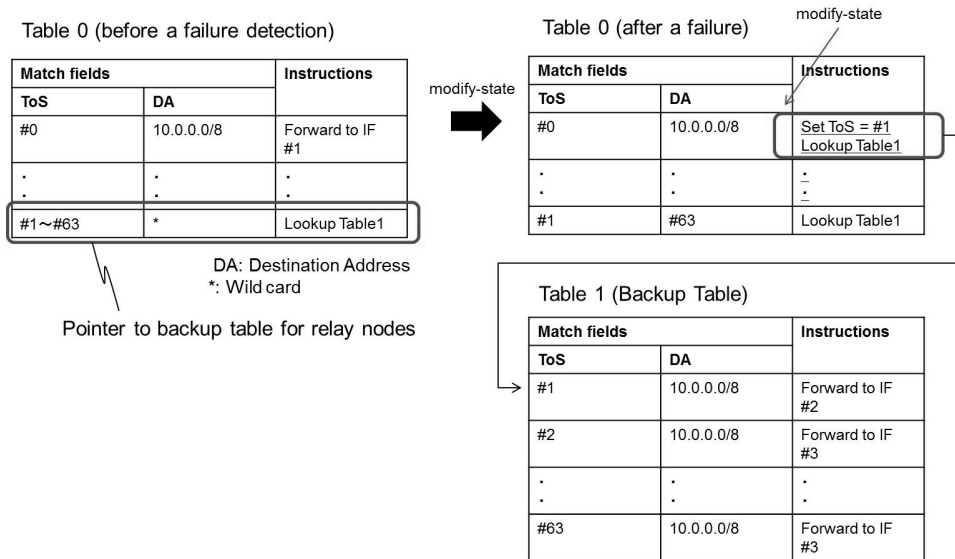 Table 0 (before a failure detection)
Match fields Instructions
ToS DA
#0 10.0.0.0/8 Forward to IF
#1
. . .
. . .
#1～#63 * Lookup Table1
DA: Destination Address
*: Wild card
Pointer to backup table for relay nodes
modify-state
modify-state
Table 0 (after a failure)
Match fields Instructions
ToS DA
#0 10.0.0.0/8 Set ToS = #1
Lookup Table1
. . .
. . .
#1 #63 Lookup Table1
Table 1 (Backup Table)
Match fields Instructions
ToS DA
#1 10.0.0.0/8 Forward to IF
#2
#2 10.0.0.0/8 Forward to IF
#3
. . .
. . .
#63 10.0.0.0/8 Forward to IF
#3